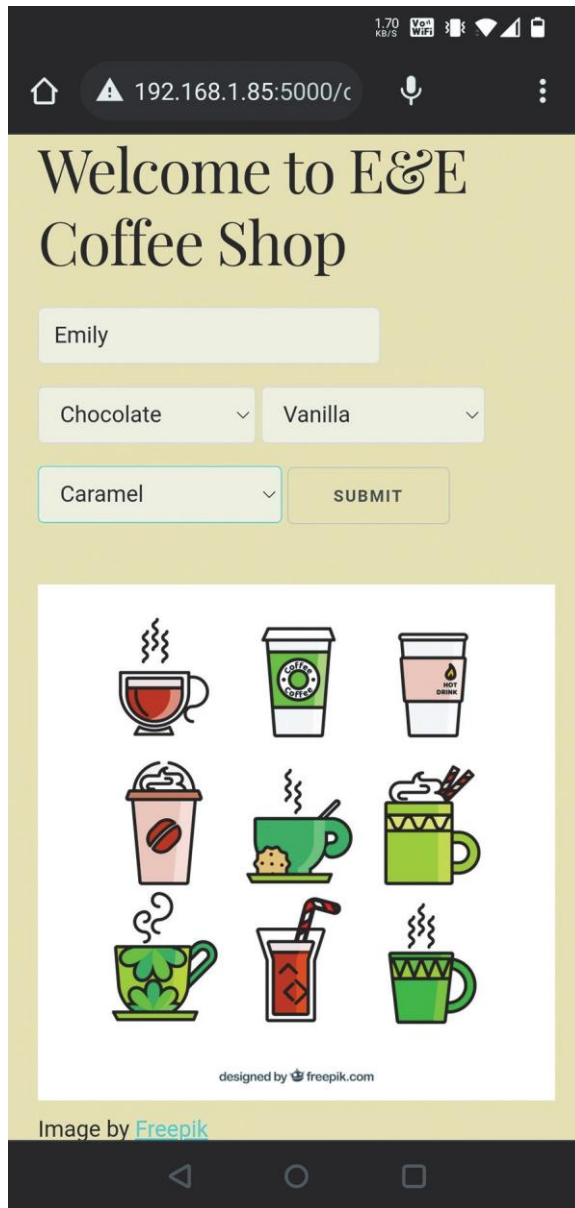 1.70
KB/S
Vo))
WiFi
192.168.1.85:5000/c
Welcome to E&E
Coffee Shop
Emily
Chocolate
Vanilla
Caramel
SUBMIT
Coffee
Coffee
HOT
DRINK
designed by freepik.com
Image by Freepik